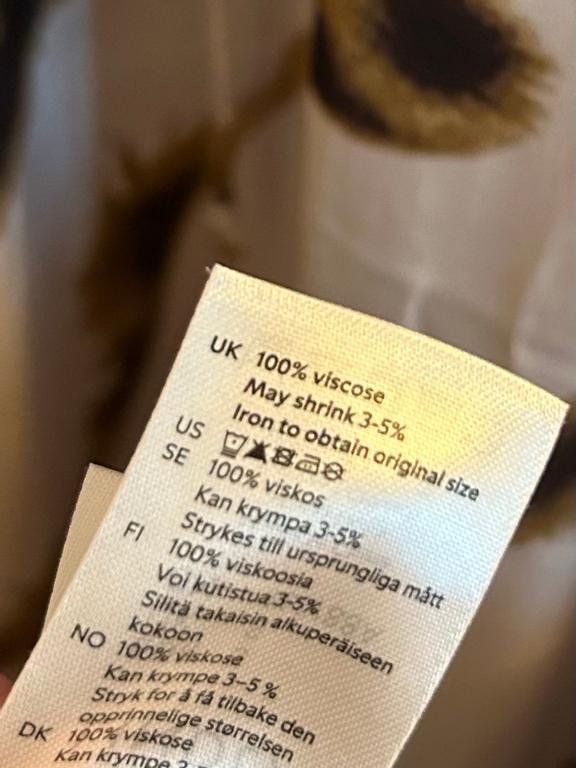 UK 100% viscose
May shrink 3-5%
Iron to obtain original size
US
SE 100% viskos
Kan krympa 3-5%
Strykes till ursprungliga mått
FI 100% viskoosia
Voi kutistua 3-5%
Silitä takaisin alkuperäiseen
kokoon
NO 100% viskose
Kan krympe 3–5 %
Stryk for å få tilbake den
opprinnelige størrelsen
DK 100% viskose
Kan krympe